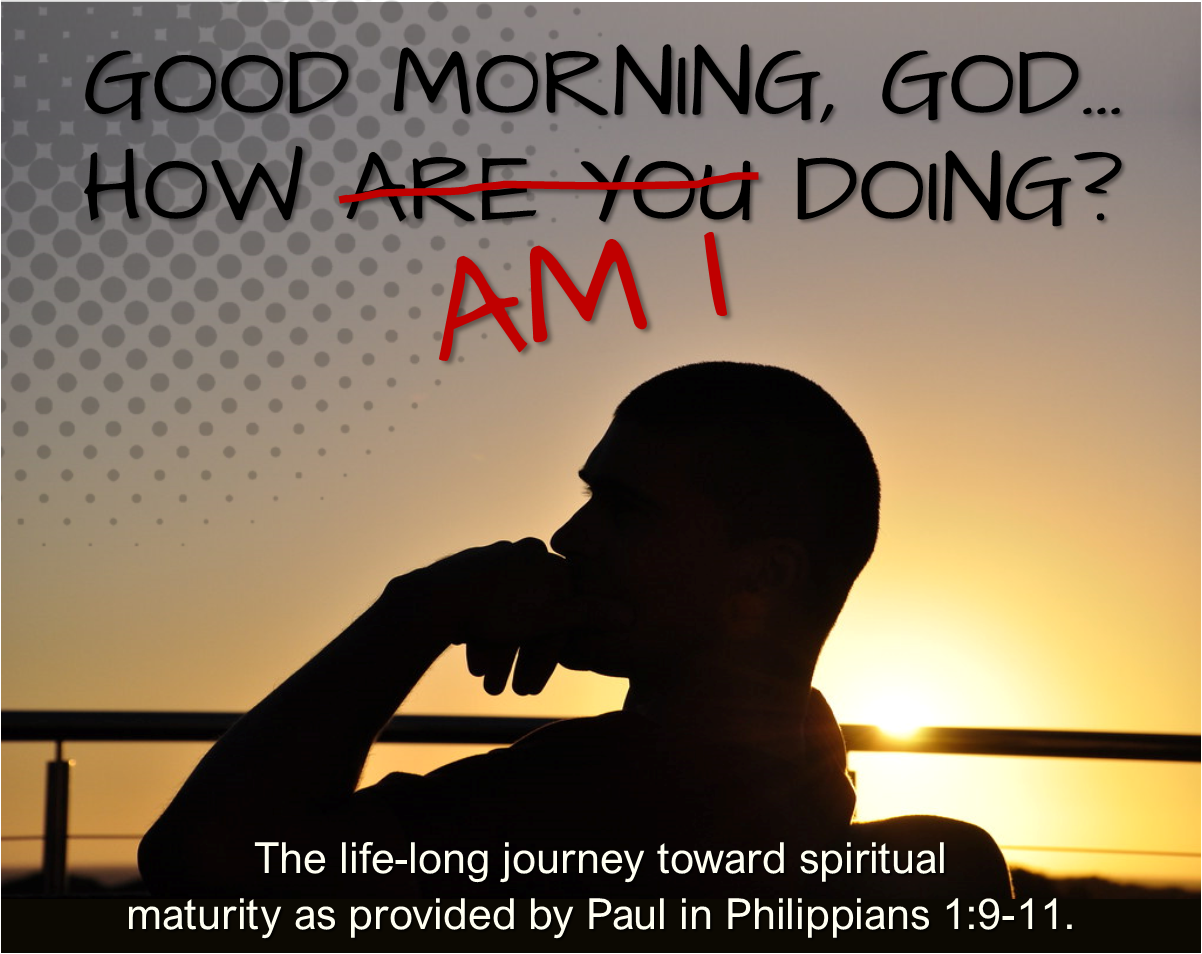 GOOD MORNING, GOD...
HOW ARE YOU DOING?
AM I
The life-long journey toward spiritual
maturity as provided by Paul in Philippians 1:9-11.